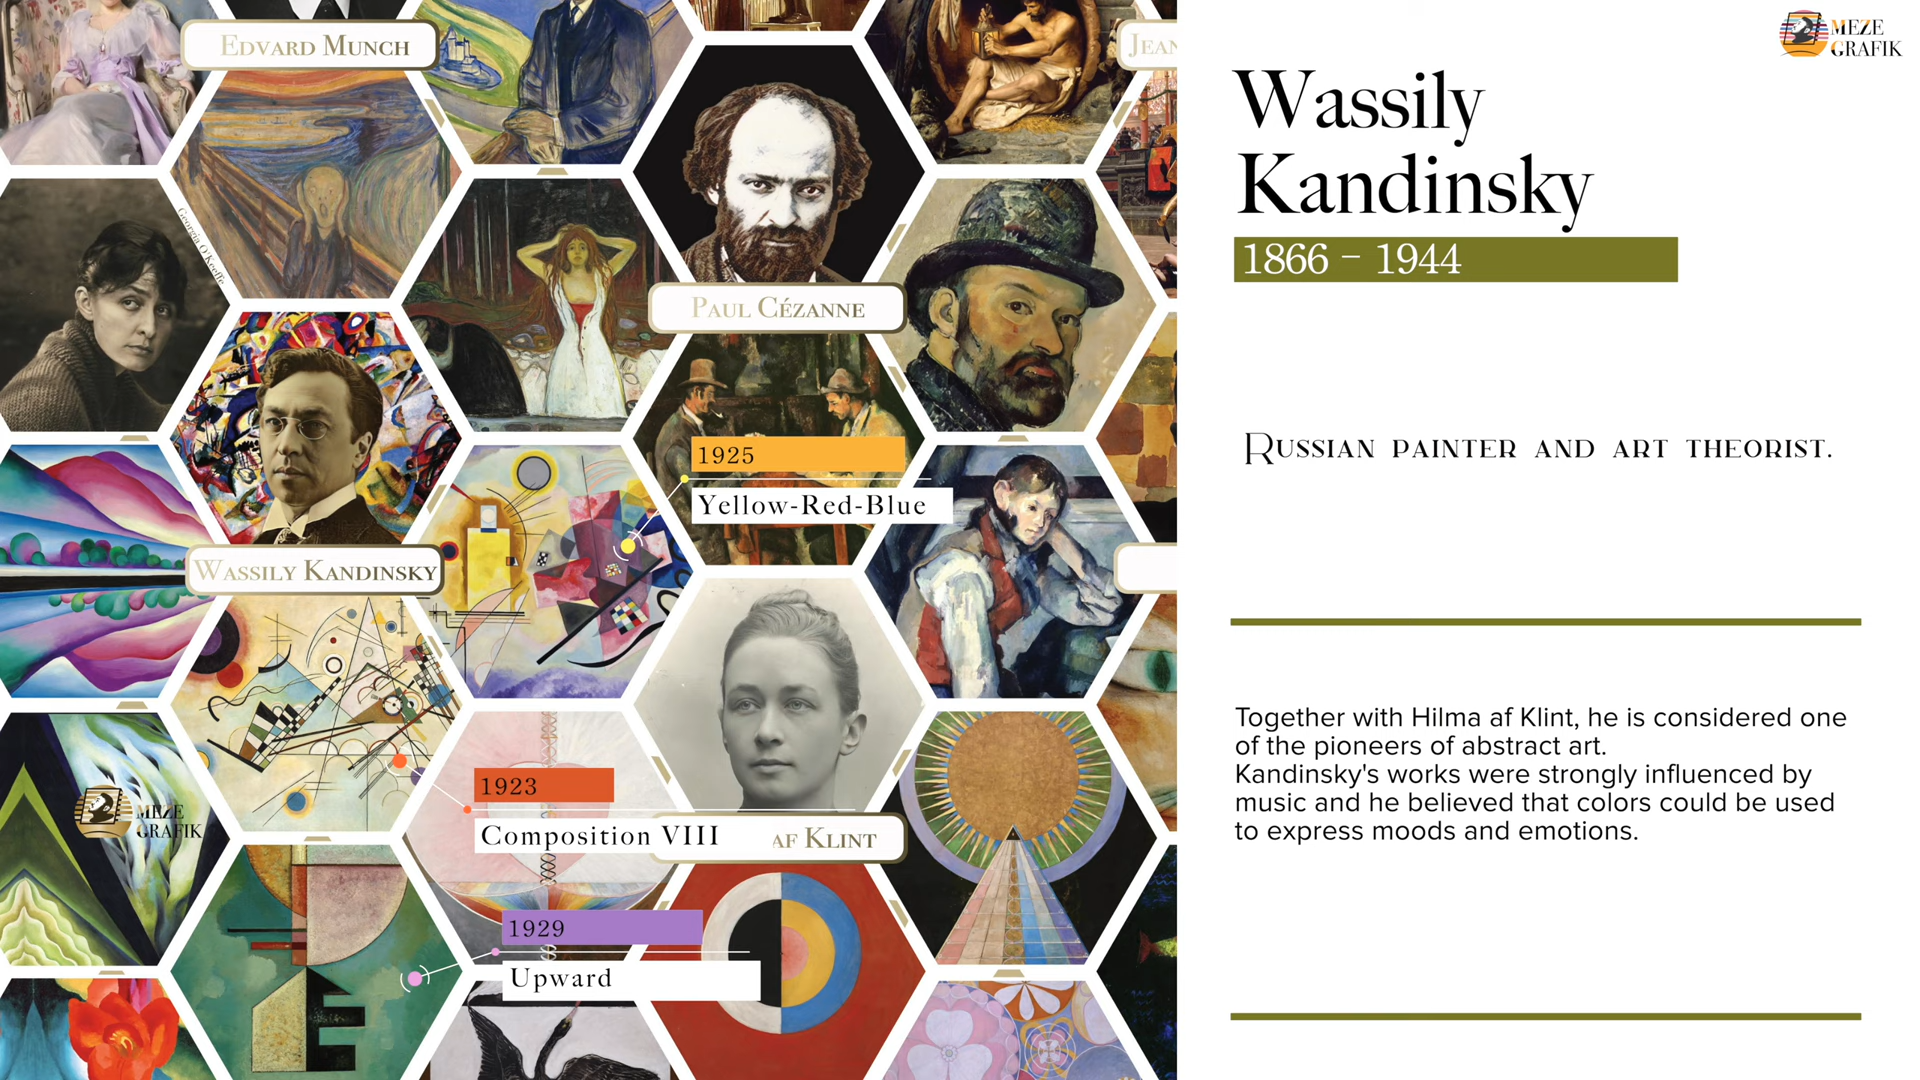 EDVARD MUNCH
JEAN
MEZE
GRAFIK
Wassily
Kandinsky
1866 - 1944
Georgia O'Keeffe
PAUL CÉZANNE
RUSSIAN PAINTER AND ART THEORIST.
1925
Yellow-Red-Blue
WASSILY KANDINSKY
Together with Hilma af Klint, he is considered one
of the pioneers of abstract art.
Kandinsky's works were strongly influenced by
music and he believed that colors could be used
to express moods and emotions.
1923
Composition VIII
AF KLINT
MEZE
GRAFIK
1929
Upward